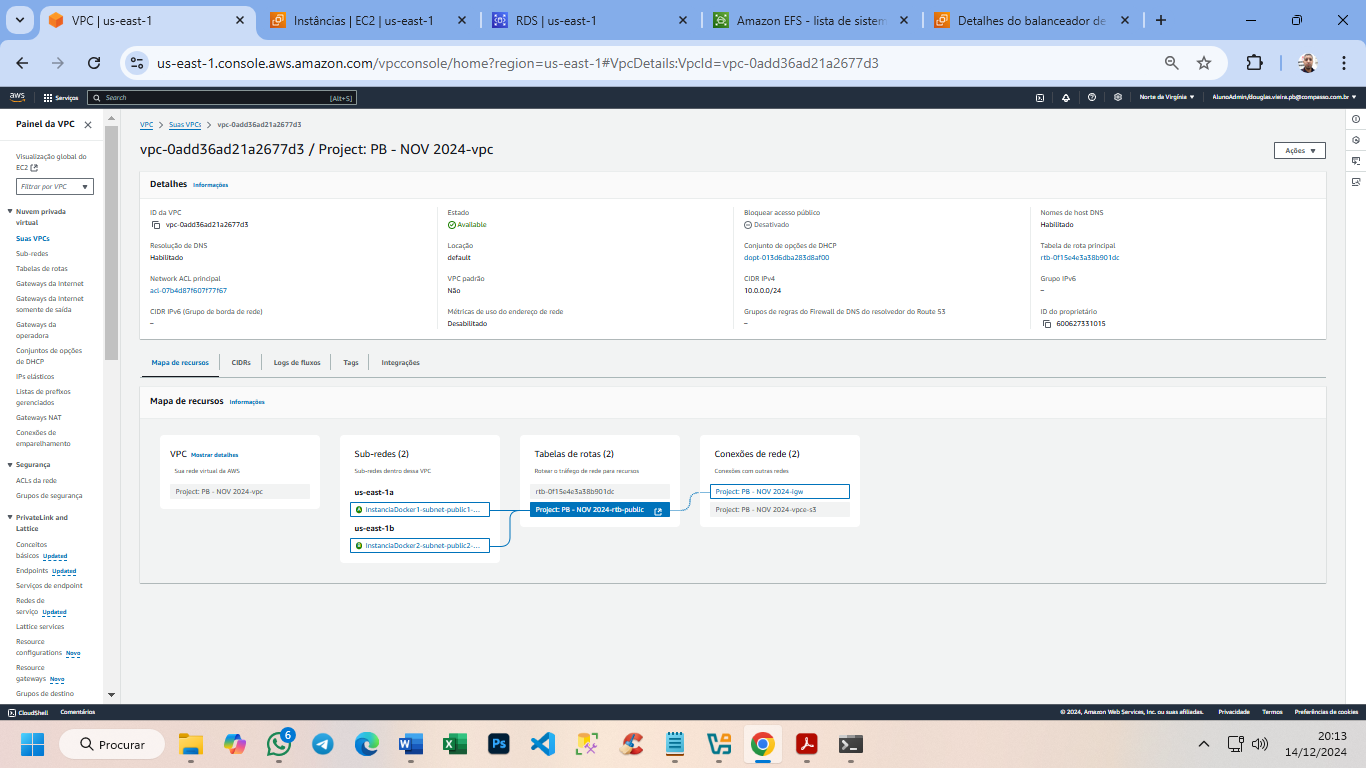 VPC | us-east-1
Instâncias | EC2 | us-east-1
RDS | us-east-1
Amazon EFS - lista de sistem
Detalhes do balanceador de
us-east-1.console.aws.amazon.com/vpcconsole/home?region=us-east-1#VpcDetails:VpcId=vpc-0add36ad21a2677d3
aws
Serviços
Search
[Alt+S]
Norte da Virgínia
AlunoAdmin/douglas.vieira.pb@compasso.com.br
Painel da VPC
Visualização global do
EC2
Filtrar por VPC
Nuvem privada
virtual
Suas VPCs
Sub-redes
Tabelas de rotas
Gateways da Internet
Gateways da Internet
somente de saída
Gateways da
operadora
Conjuntos de opções
de DHCP
IPs elásticos
Listas de prefixos
gerenciados
Gateways NAT
Conexões de
emparelhamento
Segurança
ACLs da rede
Grupos de segurança
PrivateLink and
Lattice
Conceitos
básicos Updated
Endpoints Updated
Serviços de endpoint
Redes de
serviço Updated
Lattice services
Resource
configurations Novo
Resource
gateways Novo
Grupos de destino
VPC > Suas VPCs > vpc-0add36ad21a2677d3
vpc-0add36ad21a2677d3 / Project: PB - NOV 2024-vpc
Ações
Detalhes Informações
ID da VPC
vpc-0add36ad21a2677d3
Estado
Available
Bloquear acesso público
Desativado
Nomes de host DNS
Habilitado
Resolução de DNS
Habilitado
Locação
default
Conjunto de opções de DHCP
dopt-013d6dba283d8af00
Tabela de rota principal
rtb-0f15e4e3a38b901dc
Network ACL principal
acl-07b4d87f607f77f67
VPC padrão
Não
CIDR IPv4
10.0.0.0/24
Grupo IPv6
–
CIDR IPv6 (Grupo de borda de rede)
–
Métricas de uso do endereço de rede
Desabilitado
Grupos de regras do Firewall de DNS do resolvedor do Route 53
–
ID do proprietário
600627331015
Mapa de recursos
CIDRs
Logs de fluxos
Tags
Integrações
Mapa de recursos Informações
VPC Mostrar detalhes
Sua rede virtual da AWS
Project: PB - NOV 2024-vpc
Sub-redes (2)
Sub-redes dentro dessa VPC
us-east-1a
InstanciaDocker1-subnet-public1-...
us-east-1b
InstanciaDocker2-subnet-public2-...
Tabelas de rotas (2)
Rotear o tráfego de rede para recursos
rtb-0f15e4e3a38b901dc
Project: PB - NOV 2024-rtb-public
Conexões de rede (2)
Conexões com outras redes
Project: PB - NOV 2024-igw
Project: PB - NOV 2024-vpce-s3
CloudShell
Comentários
© 2024, Amazon Web Services, Inc. ou suas afiliadas.
Privacidade
Termos
Preferências de cookies
Procurar
6
20:13
14/12/2024